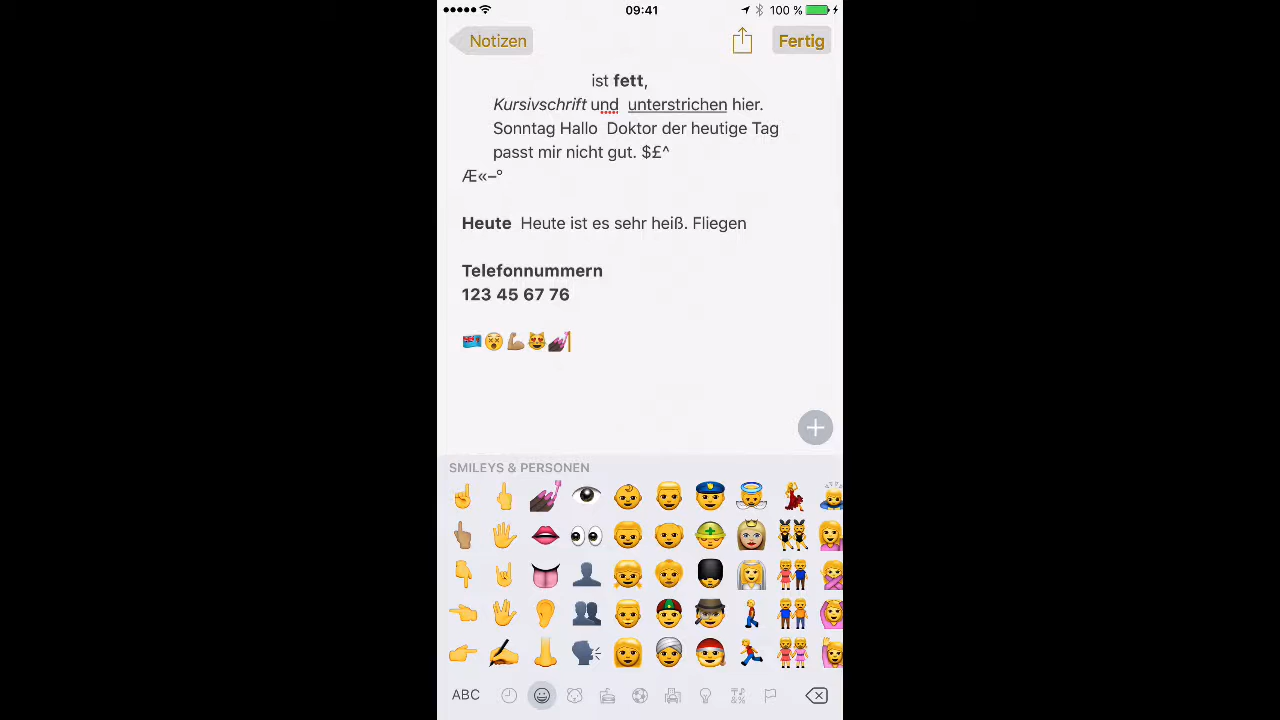 09:41
100 %
Notizen
Fertig
ist fett,
Kursivschrift und  unterstrichen hier.
Sonntag Hallo  Doktor der heutige Tag
passt mir nicht gut. $£^
Æ«–°
Heute  Heute ist es sehr heiß. Fliegen
Telefonnummern
123 45 67 76
🇫🇯😵💪🏽😻💅🏿
SMILEYS & PERSONEN
ABC